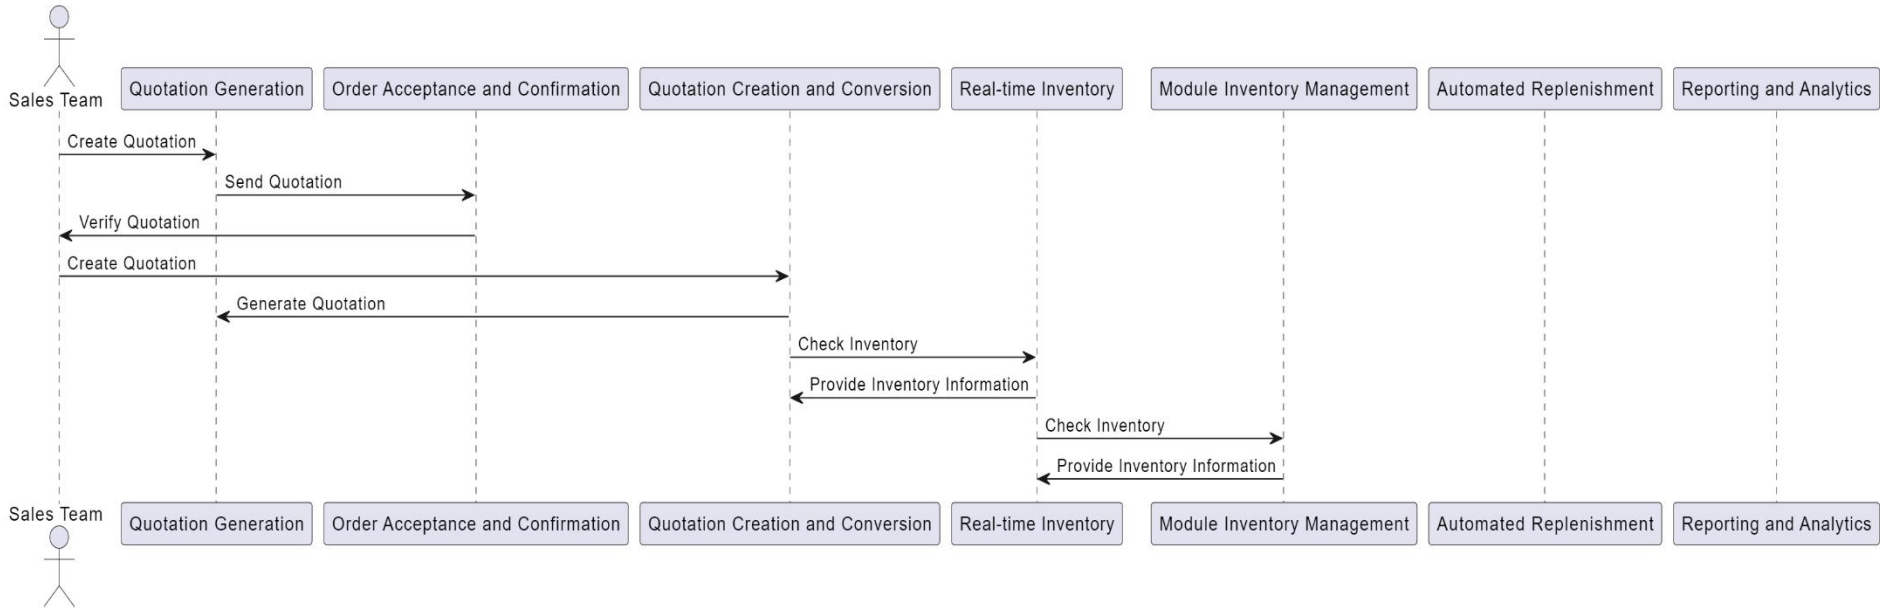 Sales Team
Quotation Generation
Order Acceptance and Confirmation
Quotation Creation and Conversion
Real-time Inventory
Module Inventory Management
Automated Replenishment
Reporting and Analytics
Create Quotation
Send Quotation
Verify Quotation
Create Quotation
Generate Quotation
Check Inventory
Provide Inventory Information
Check Inventory
Provide Inventory Information
Sales Team
Quotation Generation
Order Acceptance and Confirmation
Quotation Creation and Conversion
Real-time Inventory
Module Inventory Management
Automated Replenishment
Reporting and Analytics